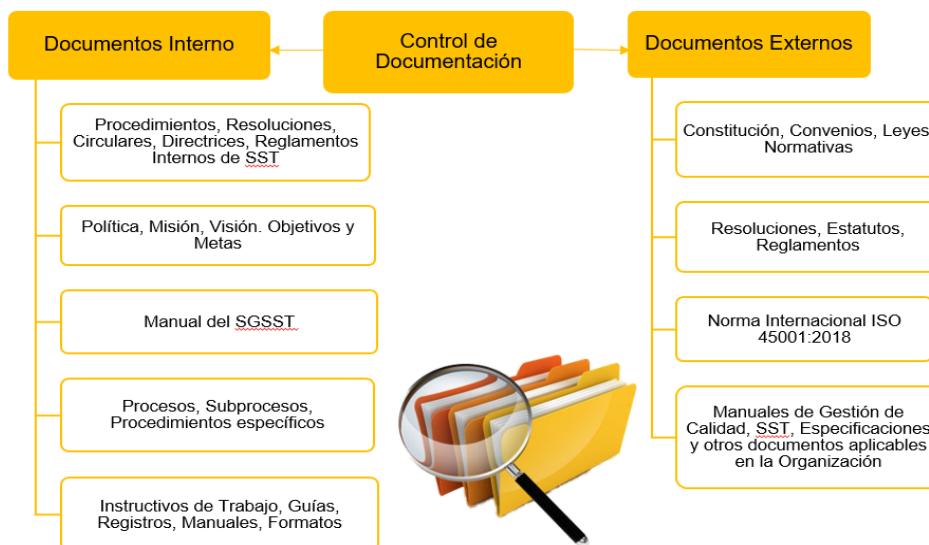 Documentos Interno
Control de
Documentación
Documentos Externos
Procedimientos, Resoluciones,
Circulares, Directrices, Reglamentos
Internos de SST
Política, Misión, Visión. Objetivos y
Metas
Manual del SGSST
Procesos, Subprocesos,
Procedimientos específicos
Instructivos de Trabajo, Guías,
Registros, Manuales, Formatos
Constitución, Convenios, Leyes
Normativas
Resoluciones, Estatutos,
Reglamentos
Norma Internacional ISO
45001:2018
Manuales de Gestión de
Calidad, SST, Especificaciones
y otros documentos aplicables
en la Organización